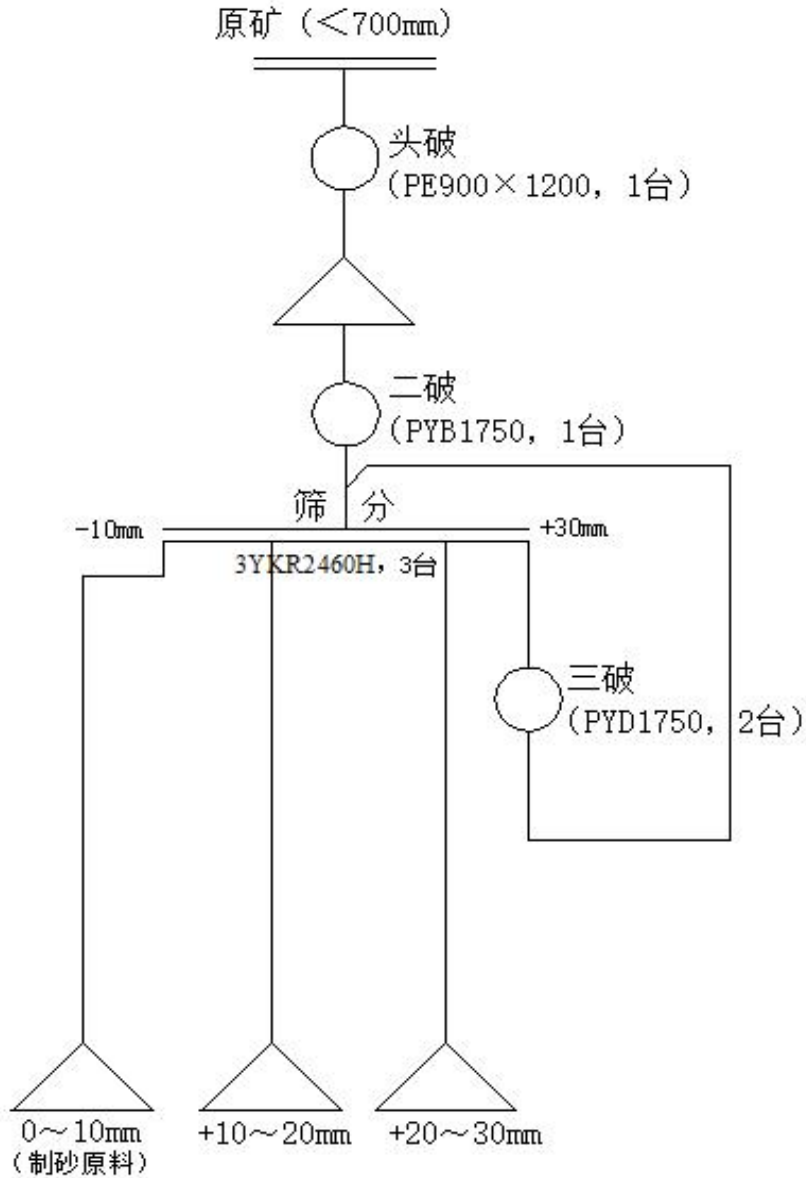 原矿（＜700mm）
头破
(PE900×1200，1台)
二破
(PYB1750，1台)
筛 分
-10mm
+30mm
3YKR2460H，3台
三破
(PYD1750，2台)
0～10mm
（制砂原料）
+10～20mm
+20～30mm